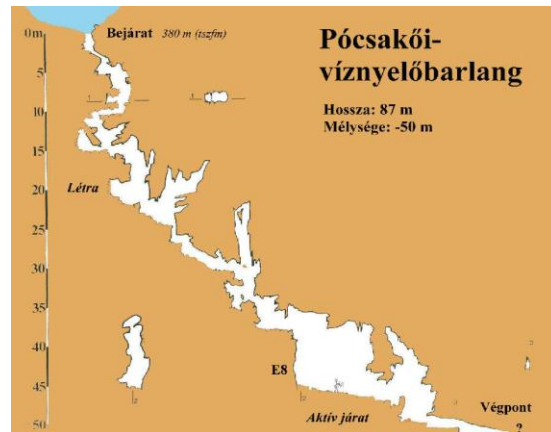 0m
Bejárat 380 m (tszfm)
Pócsakői-
víznyelőbarlang
Hossza: 87 m
Mélysége: -50 m
5
10
15
Létra
20
25
30
35
40
E8
45
Aktív járat
Végpont
50
?